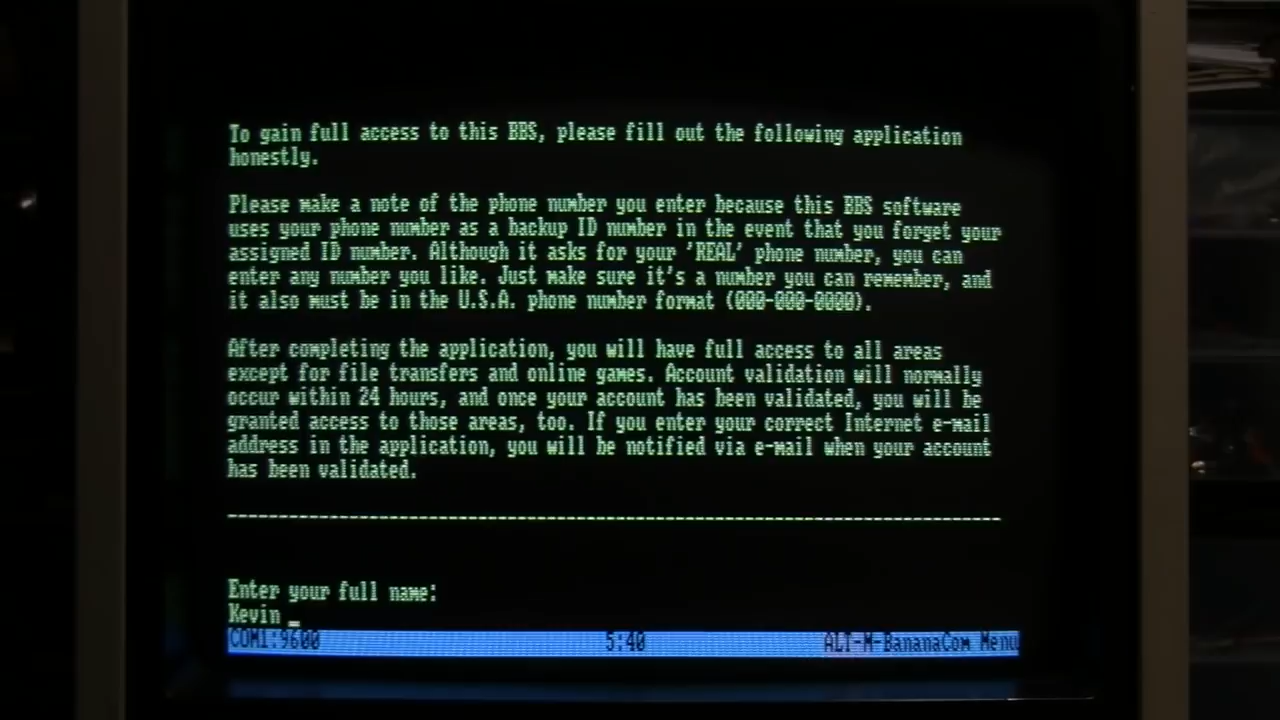 To gain full access to this BBS, please fill out the following application
honestly.
Please make a note of the phone number you enter because this BBS software
uses your phone number as a backup ID number in the event that you forget your
assigned ID number. Although it asks for your 'REAL' phone number, you can
enter any number you like. Just make sure it's a number you can remember, and
it also must be in the U.S.A. phone number format (000-000-0000).
After completing the application, you will have full access to all areas
except for file transfers and online games. Account validation will normally
occur within 24 hours, and once your account has been validated, you will be
granted access to those areas, too. If you enter your correct Internet e-mail
address in the application, you will be notified via e-mail when your account
has been validated.
------------------------------------------------------------------------------
Enter your full name:
Kevin _
COM1:9600 5:40 ALT-M-BananaCom Menu